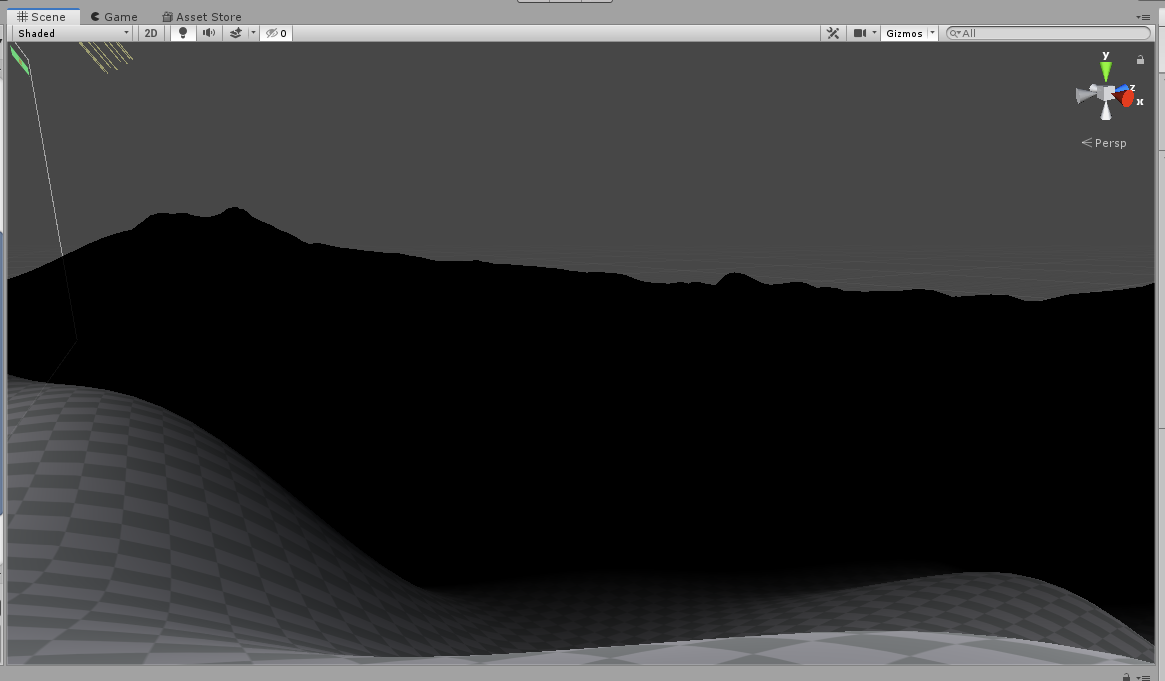 Scene Game Asset Store
Shaded 2D 0 Gizmos All
y
z
x
Persp